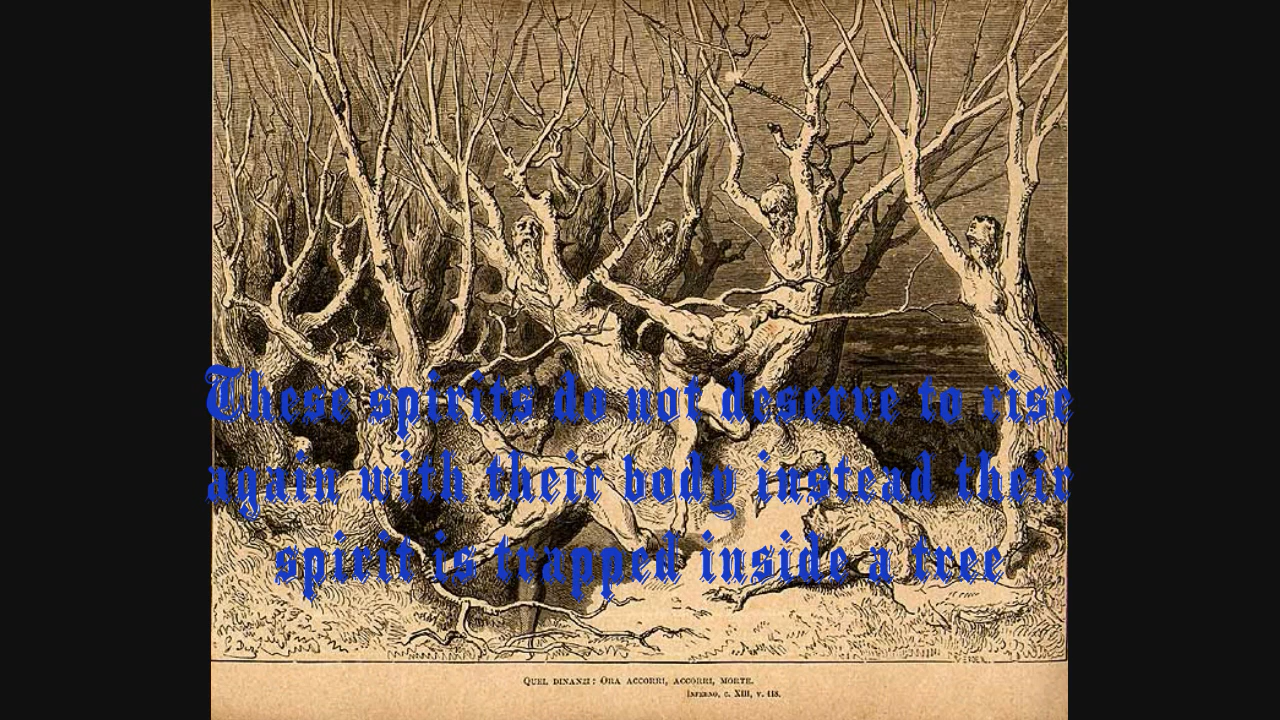 These spirits do not deserve to rise
again with their body instead their
spirit is trapped inside a tree
QUEL DINANZI: ORA ACCORRI, ACCORRI, MORTE.
INFERNO, C. XIII, V. 118.